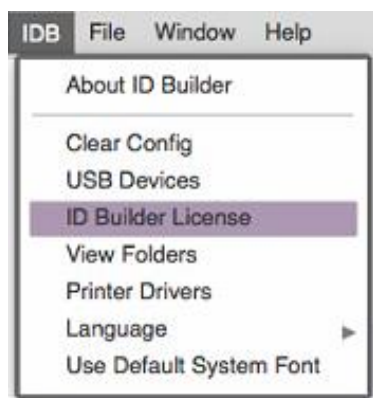 IDB File Window Help
About ID Builder
Clear Config
USB Devices
ID Builder License
View Folders
Printer Drivers
Language
Use Default System Font